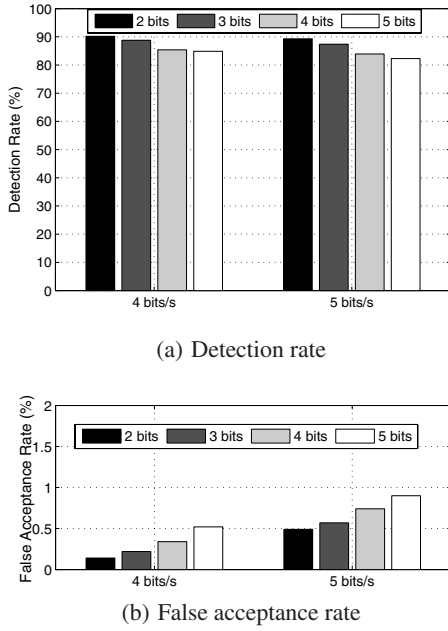 100
90
80
70
60
50
40
30
20
10
0
Detection Rate (%)
2 bits 3 bits 4 bits 5 bits
4 bits/s 5 bits/s
(a) Detection rate
2
1.5
1
0.5
0
False Acceptance Rate (%)
2 bits 3 bits 4 bits 5 bits
4 bits/s 5 bits/s
(b) False acceptance rate